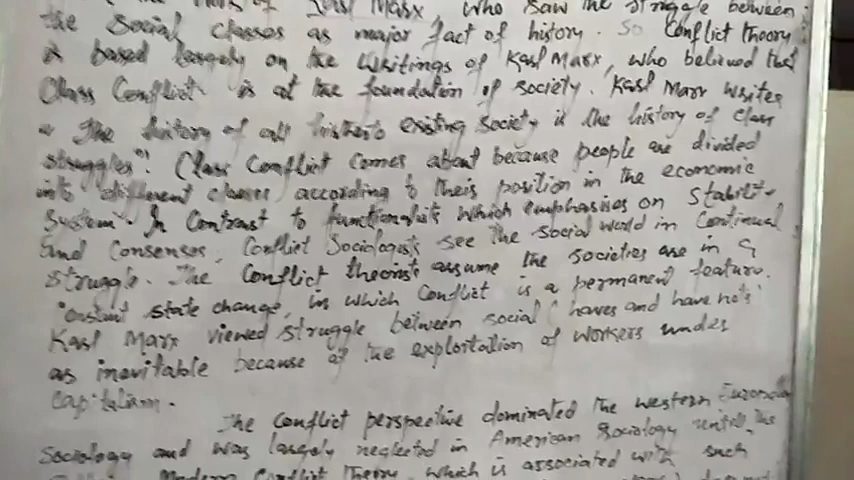 Karl Marx who saw the struggle between
the social classes as major fact of history. So Conflict theory
is based largely on the writings of Karl Marx, who believed that
Class Conflict is at the foundation of society. Karl Marx writes
" The history of all hitherto existing society is the history of class
struggles". Class Conflict comes about because people are divided
into different classes according to their position in the economic
System. In Contrast to functionalists which emphasises on Stability
and Consenses, Conflict Sociologists see the social world in Continual
struggle. The Conflict theorists assume the societies are in a
Constant state change, in which Conflict is a permanent feature.
Karl Marx viewed struggle between social (haves and have nots)
as inevitable because of the exploitation of workers under
Capitalism.
The Conflict perspective dominated the western European
Sociology and was largely neglected in American Sociology untill the
Modern Conflict Theory, which is associated with such